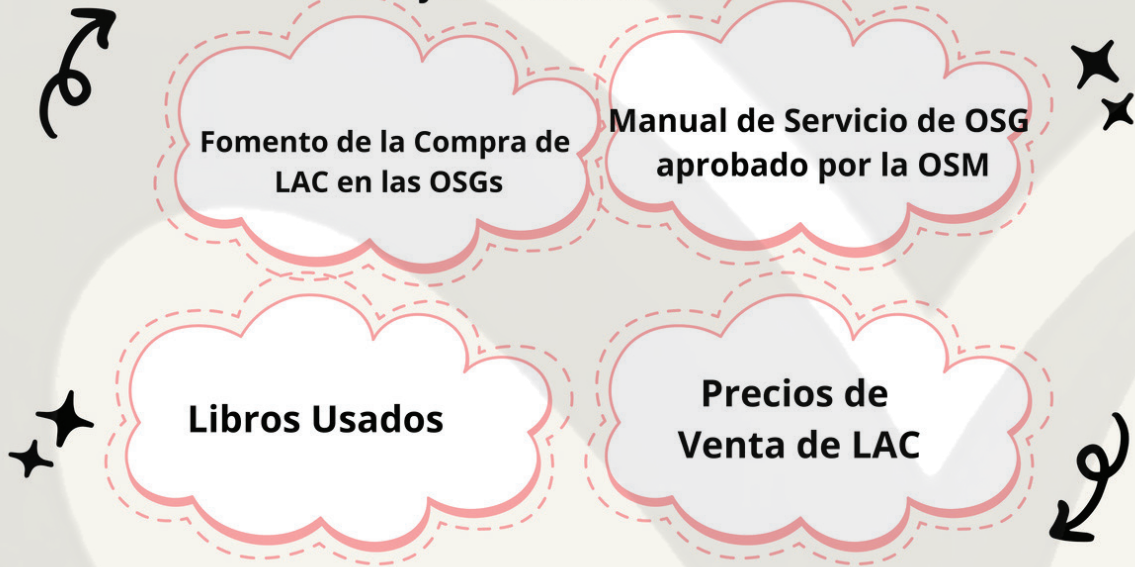 Fomento de la Compra de
LAC en las OSGs
Manual de Servicio de OSG
aprobado por la OSM
Libros Usados
Precios de
Venta de LAC